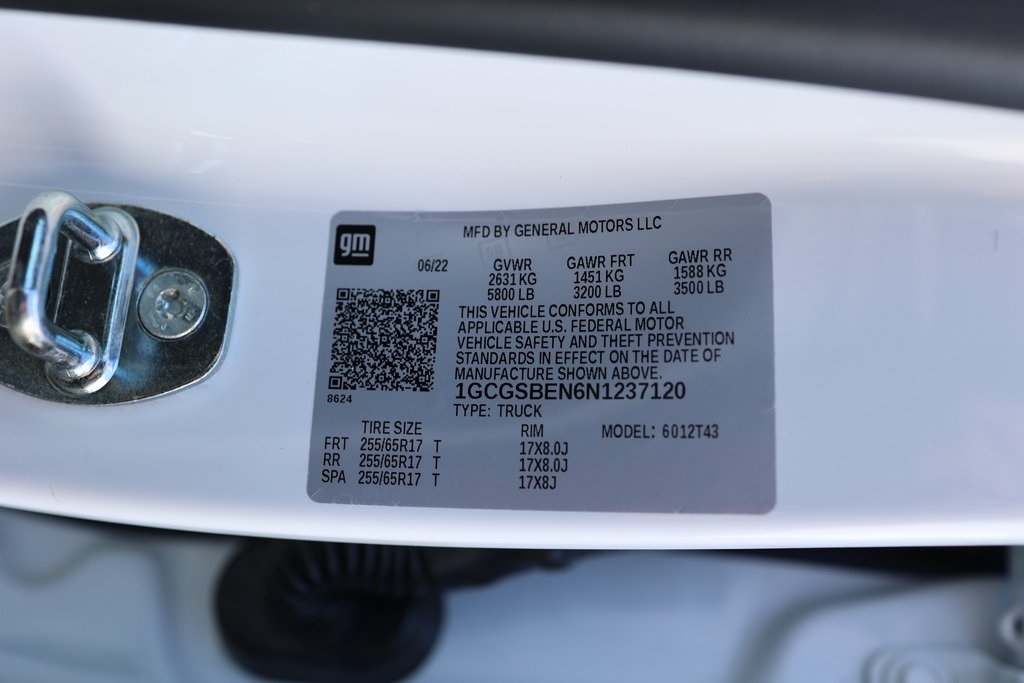 gm
MFD BY GENERAL MOTORS LLC
06/22
GVWR GAWR FRT GAWR RR
2631 KG 1451 KG 1588 KG
5800 LB 3200 LB 3500 LB
THIS VEHICLE CONFORMS TO ALL
APPLICABLE U.S. FEDERAL MOTOR
VEHICLE SAFETY AND THEFT PREVENTION
STANDARDS IN EFFECT ON THE DATE OF
MANUFACTURE SHOWN ABOVE.
8624
1GCGSBEN6N1237120
TYPE: TRUCK
TIRE SIZE RIM MODEL: 6012T43
FRT 255/65R17 T 17X8.0J
RR 255/65R17 T 17X8.0J
SPA 255/65R17 T 17X8J